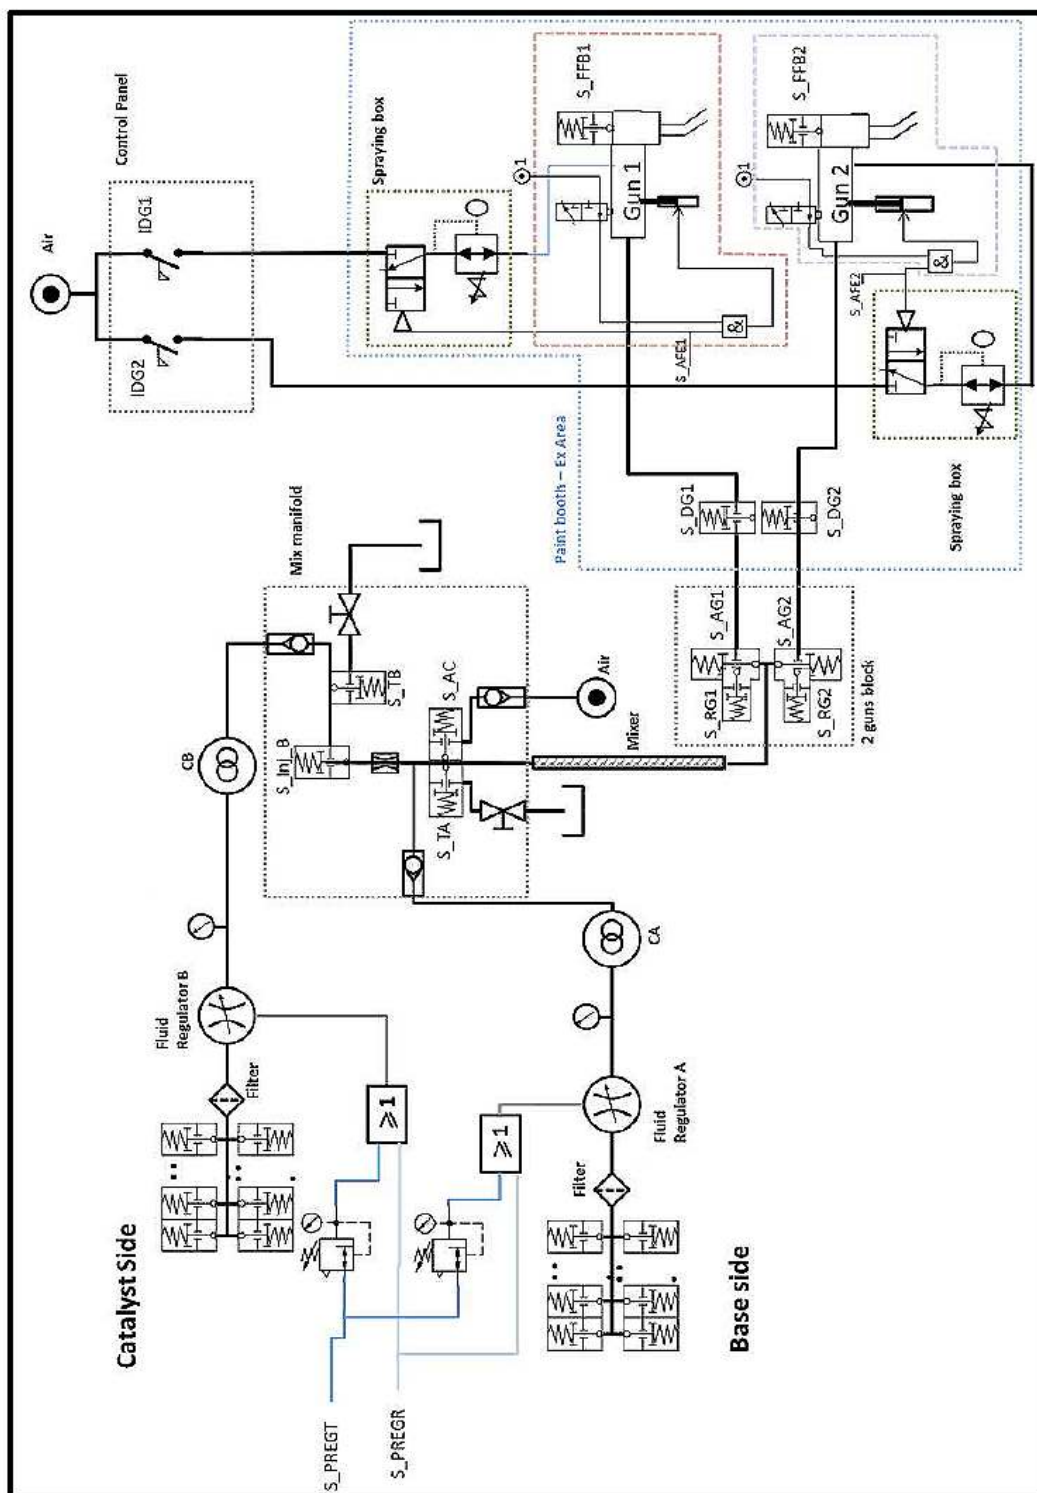 Catalyst Side
Base side
S_PREGT
S_PREGR
Filter
Fluid
Regulator B
Filter
Fluid
Regulator A
≥1
≥1
CB
CA
Mix manifold
S_Inj_B
S_TB
S_TA
S_AC
Air
Mixer
2 guns block
S_RG1
S_AG1
S_RG2
S_AG2
S_DG1
S_DG2
Air
Control Panel
IDG1
IDG2
Paint booth – Ex Area
Spraying box
Spraying box
S_AFE1
S_AFE2
&
&
1
1
Gun 1
Gun 2
S_FFB1
S_FFB2